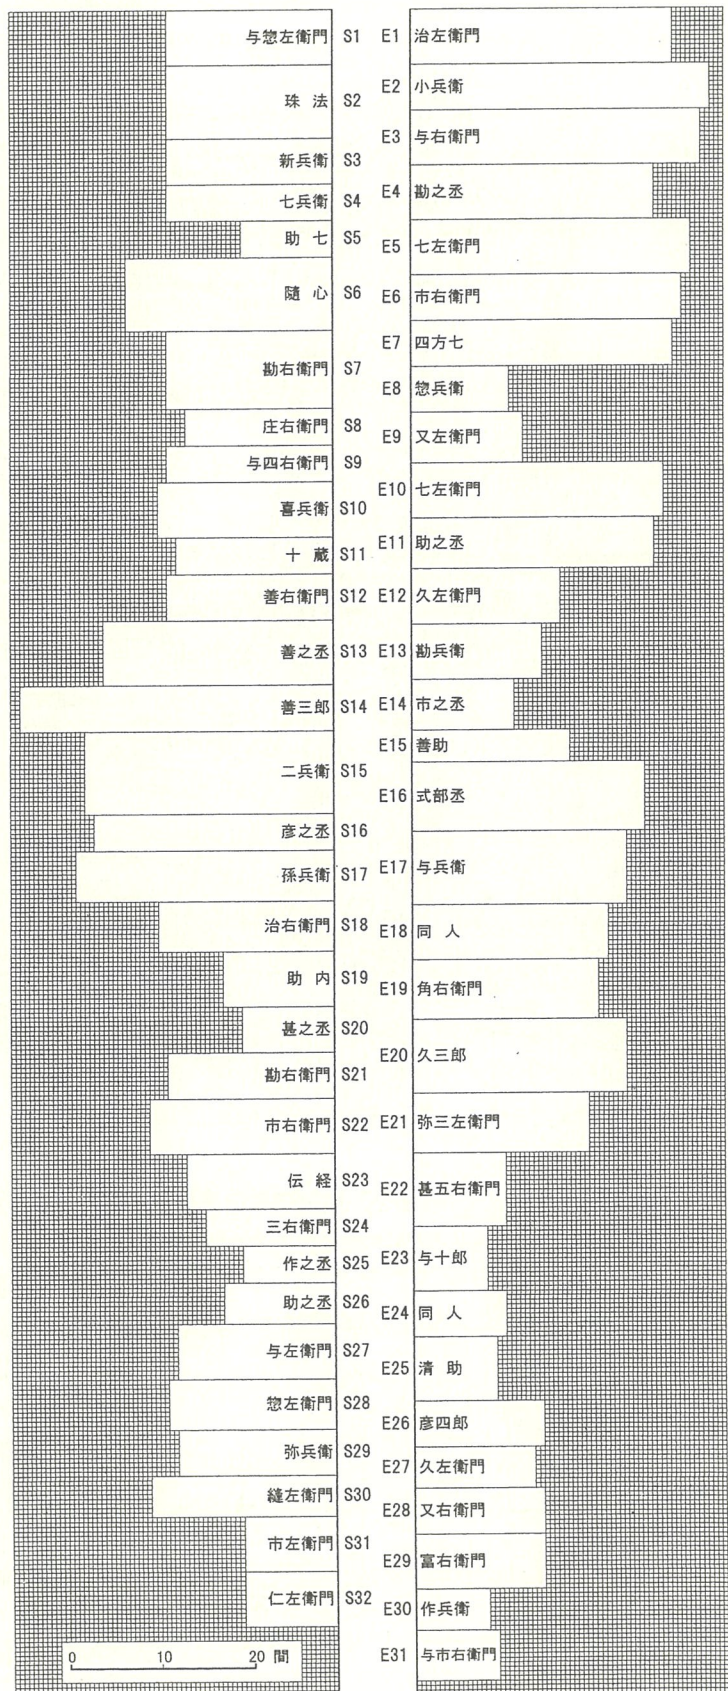 与惣左衛門 S1
珠 法 S2
新兵衛 S3
七兵衛 S4
助 七 S5
随 心 S6
勘右衛門 S7
庄右衛門 S8
与四右衛門 S9
喜兵衛 S10
十 蔵 S11
善右衛門 S12
善之丞 S13
善三郎 S14
二兵衛 S15
彦之丞 S16
孫兵衛 S17
治右衛門 S18
助 内 S19
甚之丞 S20
勘右衛門 S21
市右衛門 S22
伝 経 S23
三右衛門 S24
作之丞 S25
助之丞 S26
与左衛門 S27
惣左衛門 S28
弥兵衛 S29
縫左衛門 S30
市左衛門 S31
仁左衛門 S32
0 10 20 間
E1 治左衛門
E2 小兵衛
E3 与右衛門
E4 勘之丞
E5 七左衛門
E6 市右衛門
E7 四方七
E8 惣兵衛
E9 又左衛門
E10 七左衛門
E11 助之丞
E12 久左衛門
E13 勘兵衛
E14 市之丞
E15 善助
E16 式部丞
E17 与兵衛
E18 同 人
E19 角右衛門
E20 久三郎
E21 弥三左衛門
E22 甚五右衛門
E23 与十郎
E24 同 人
E25 清 助
E26 彦四郎
E27 久左衛門
E28 又右衛門
E29 富右衛門
E30 作兵衛
E31 与市右衛門